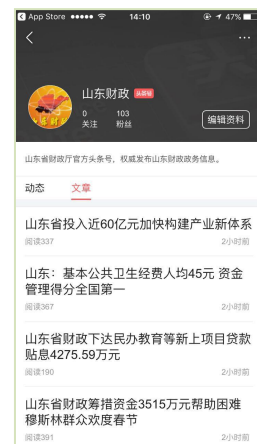 App Store 14:10 47%
山东财政 头条号
0 103
关注 粉丝
编辑资料
山东省财政厅官方头条号，权威发布山东财政政务信息。
动态 文章
山东省投入近60亿元加快构建产业新体系
阅读337 2小时前
山东：基本公共卫生经费人均45元 资金
管理得分全国第一
阅读367 2小时前
山东省财政下达民办教育等新上项目贷款
贴息4275.59万元
阅读190 2小时前
山东省财政筹措资金3515万元帮助困难
穆斯林群众欢度春节
阅读391 2小时前